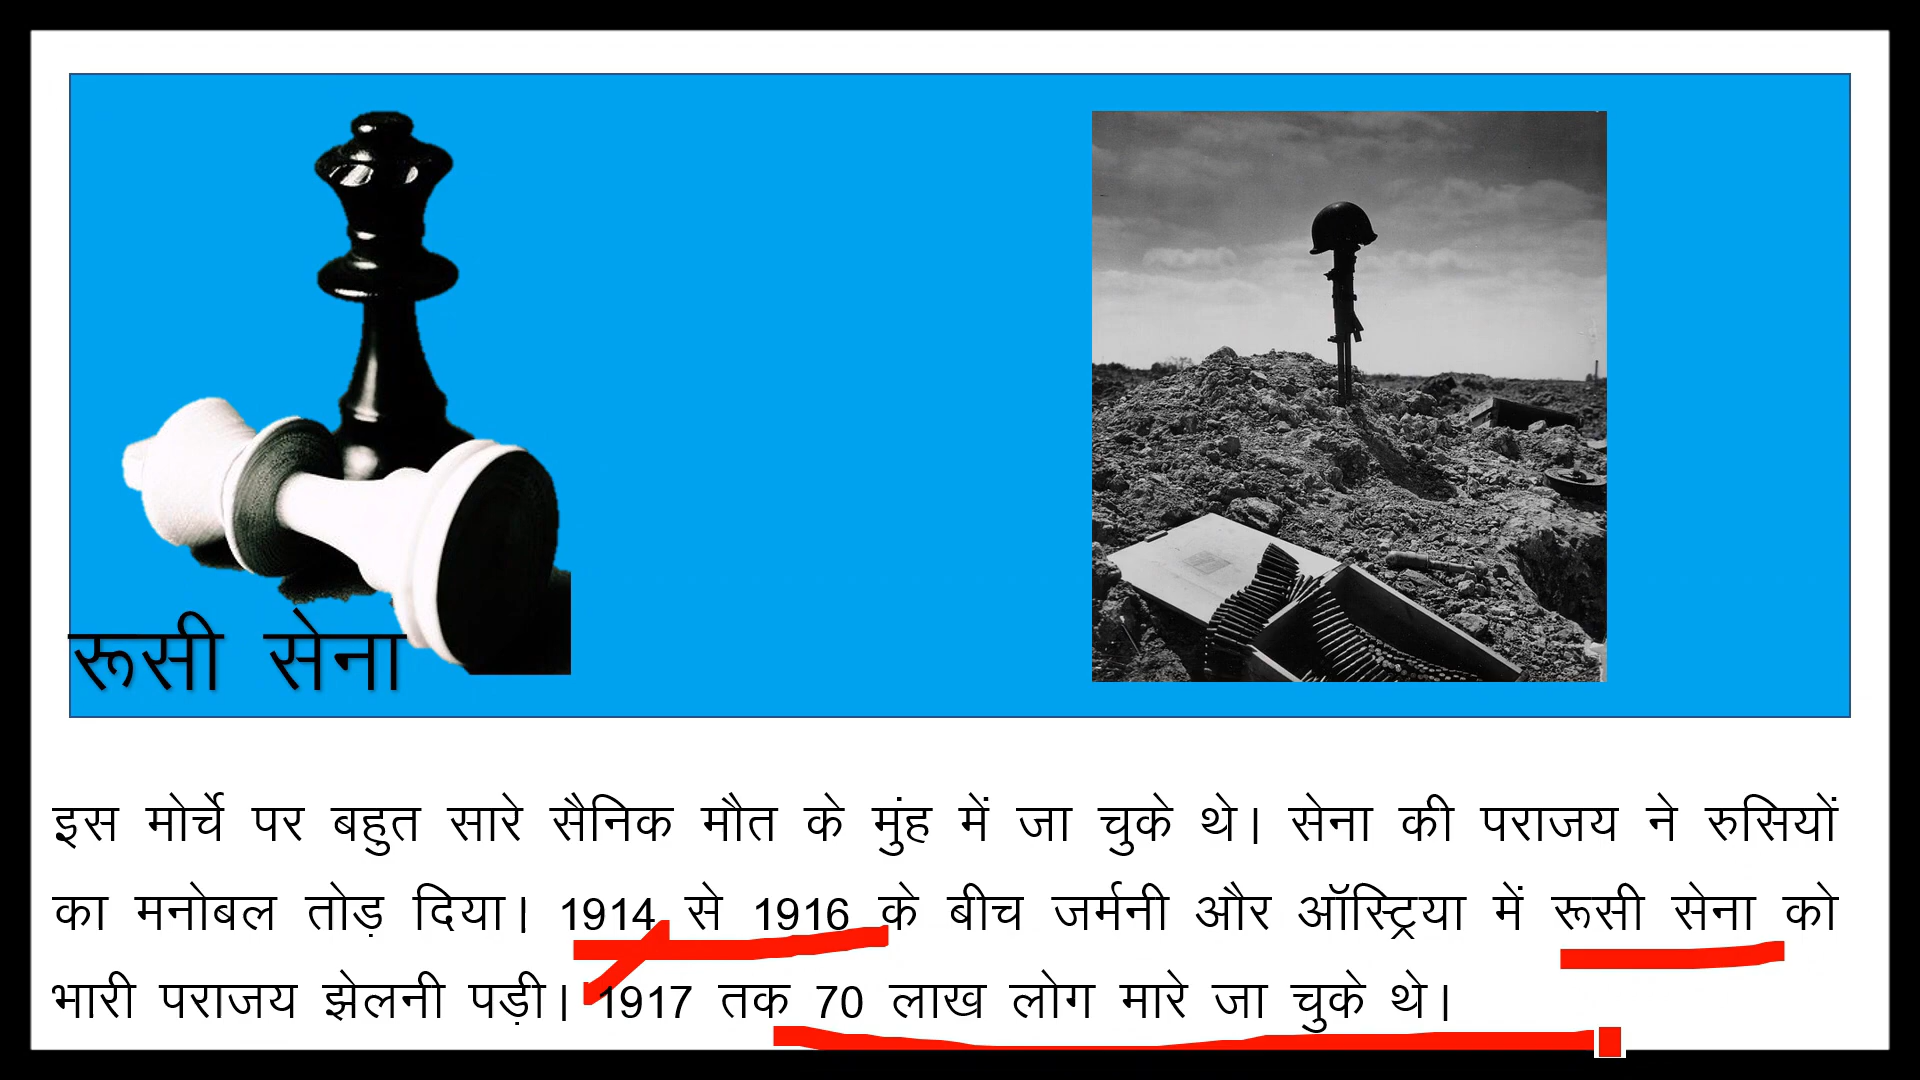 रूसी सेना
इस मोर्चे पर बहुत सारे सैनिक मौत के मुंह में जा चुके थे। सेना की पराजय ने रुसियों
का मनोबल तोड़ दिया। 1914 से 1916 के बीच जर्मनी और ऑस्ट्रिया में रूसी सेना को
भारी पराजय झेलनी पड़ी। 1917 तक 70 लाख लोग मारे जा चुके थे।